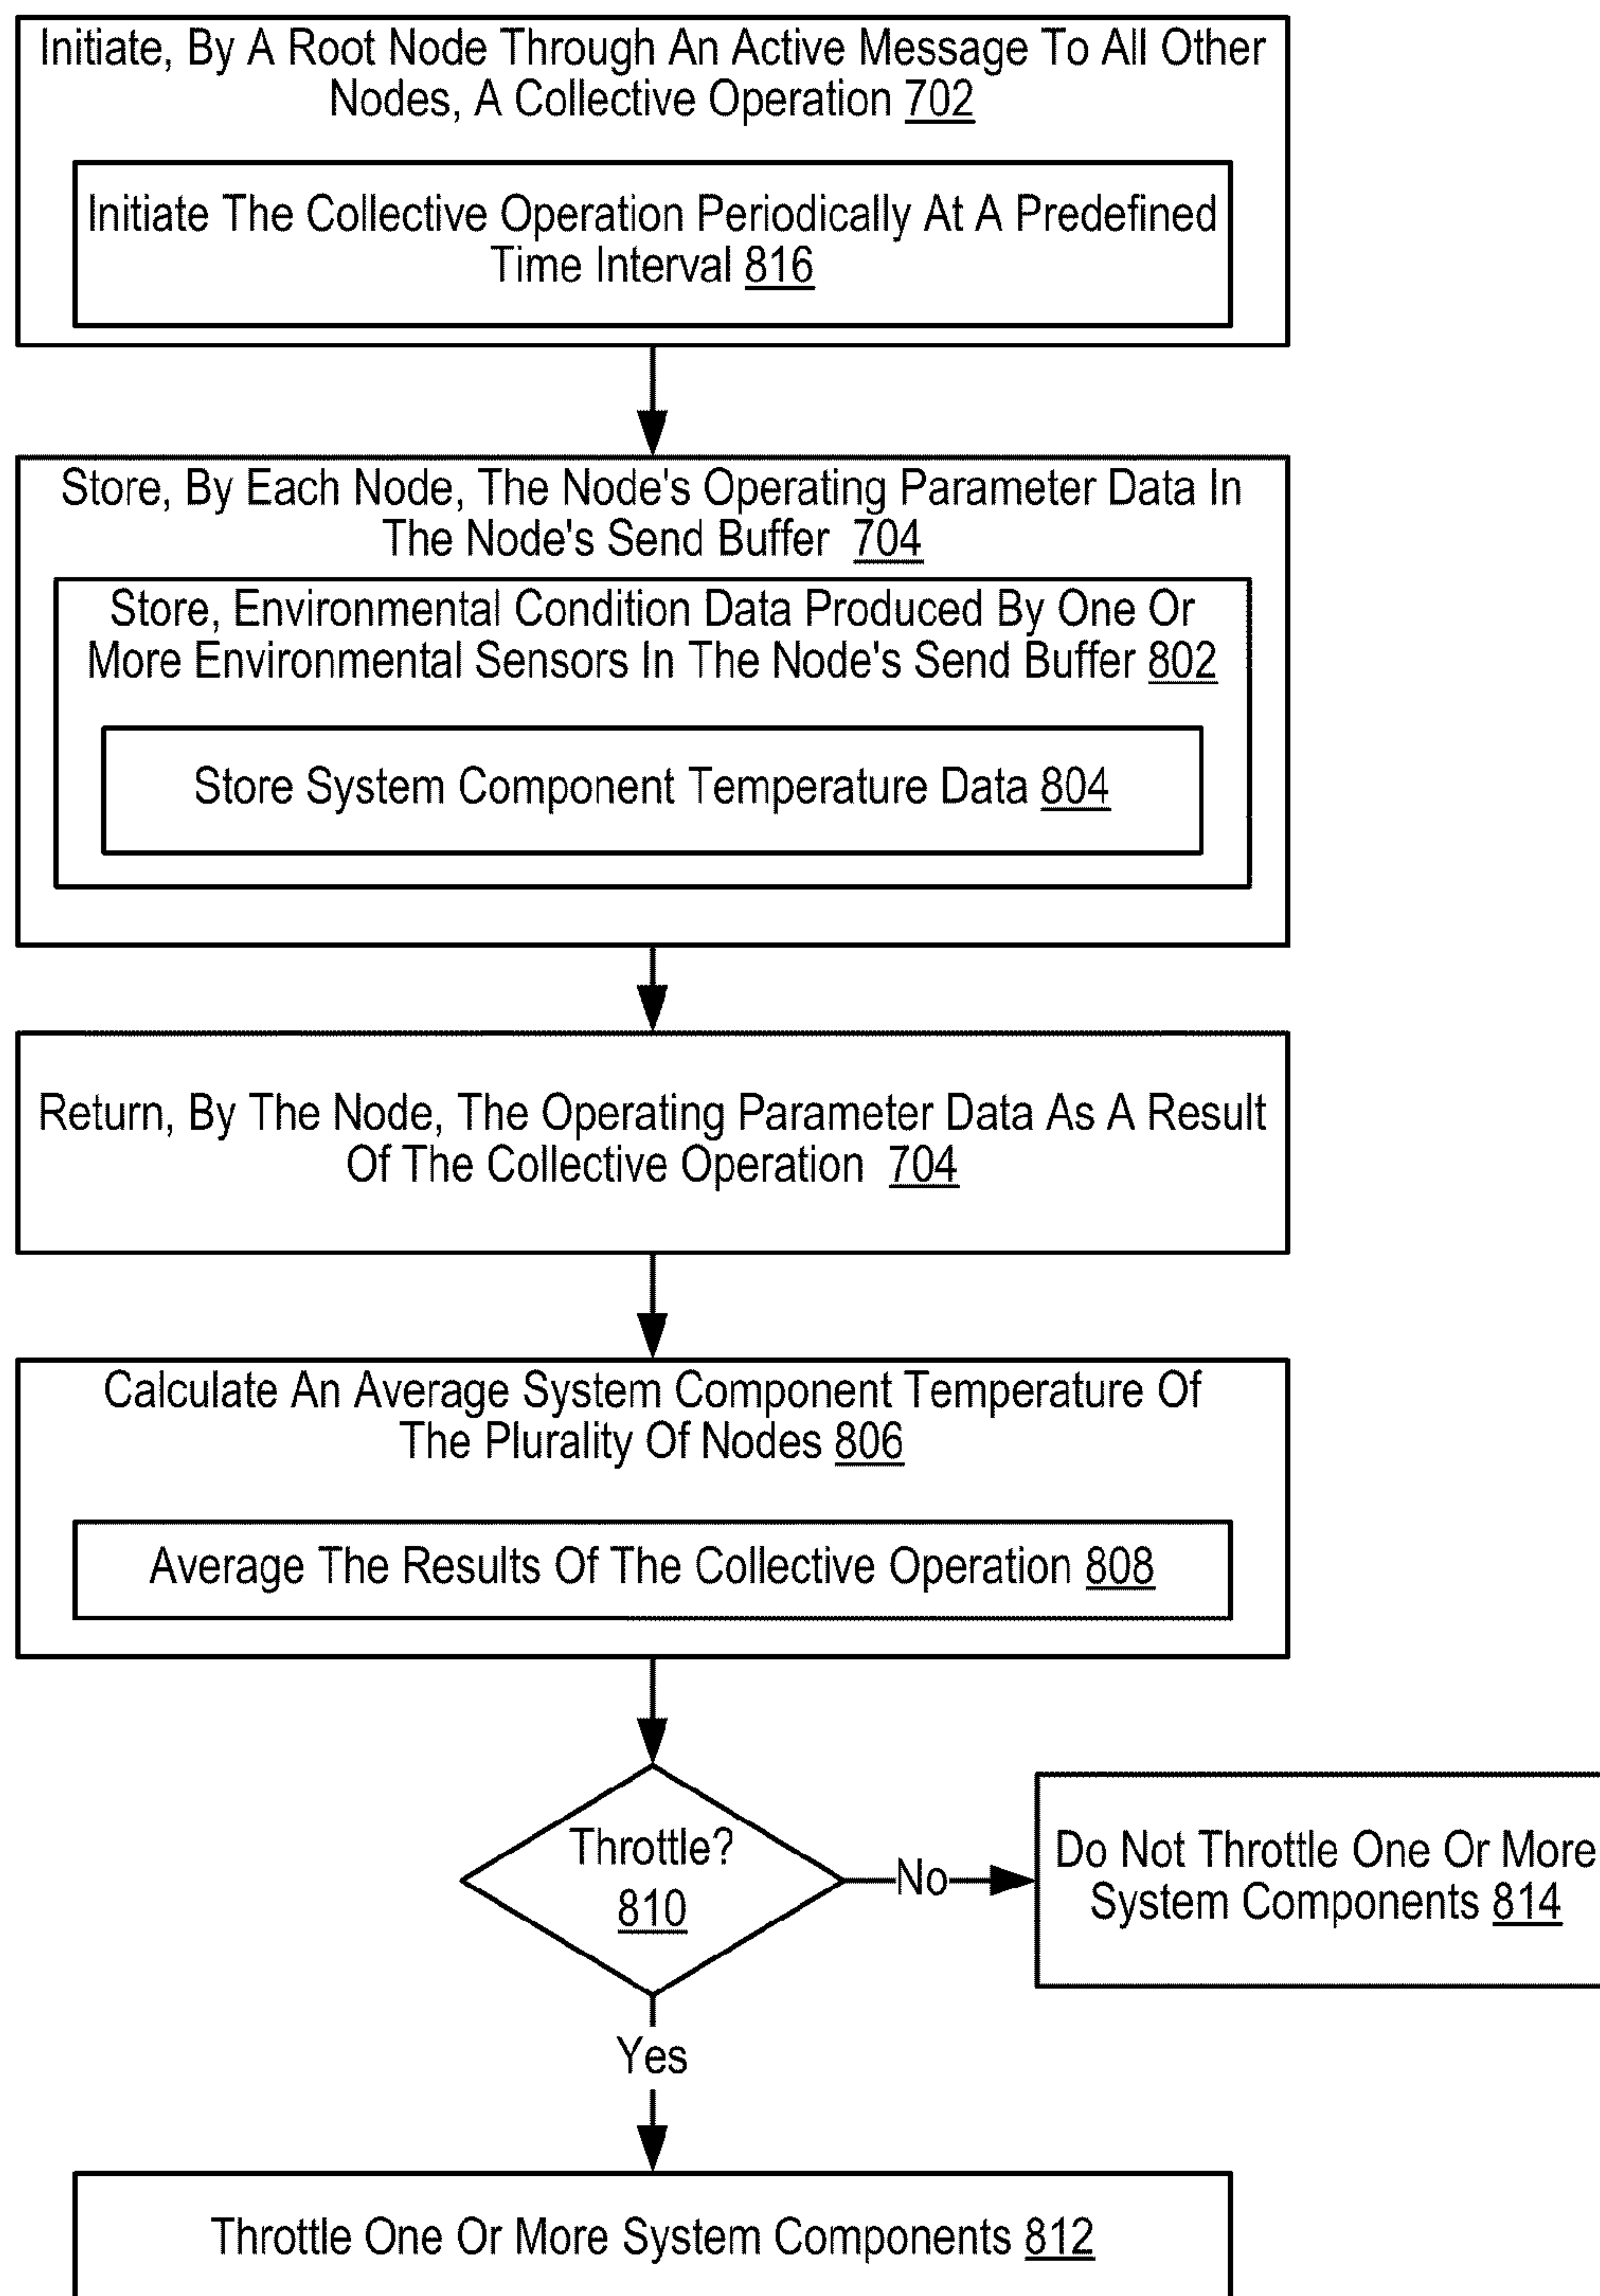 Initiate, By A Root Node Through An Active Message To All Other
Nodes, A Collective Operation 702
Initiate The Collective Operation Periodically At A Predefined
Time Interval 816
Store, By Each Node, The Node's Operating Parameter Data In
The Node's Send Buffer 704
Store, Environmental Condition Data Produced By One Or
More Environmental Sensors In The Node's Send Buffer 802
Store System Component Temperature Data 804
Return, By The Node, The Operating Parameter Data As A Result
Of The Collective Operation 704
Calculate An Average System Component Temperature Of
The Plurality Of Nodes 806
Average The Results Of The Collective Operation 808
Throttle?
810
No
Do Not Throttle One Or More
System Components 814
Yes
Throttle One Or More System Components 812